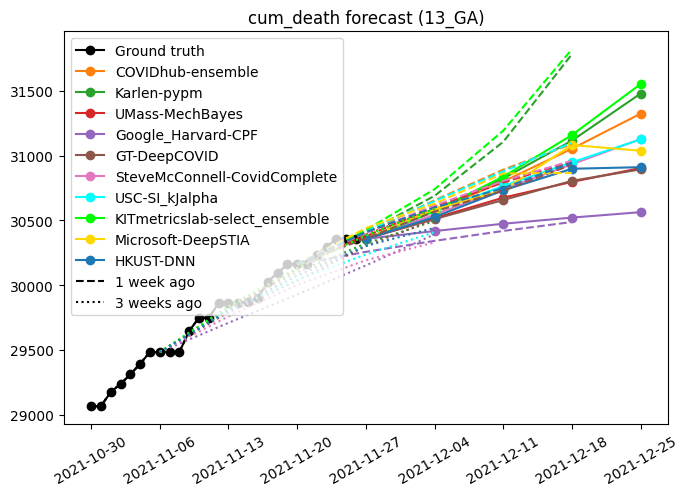 cum_death forecast (13_GA)
Ground truth
COVIDhub-ensemble
Karlen-pypm
UMass-MechBayes
Google_Harvard-CPF
GT-DeepCOVID
SteveMcConnell-CovidComplete
USC-SI_kJalpha
KITmetricslab-select_ensemble
Microsoft-DeepSTIA
HKUST-DNN
1 week ago
3 weeks ago
31500
31000
30500
30000
29500
29000
2021-10-30
2021-11-06
2021-11-13
2021-11-20
2021-11-27
2021-12-04
2021-12-11
2021-12-18
2021-12-25